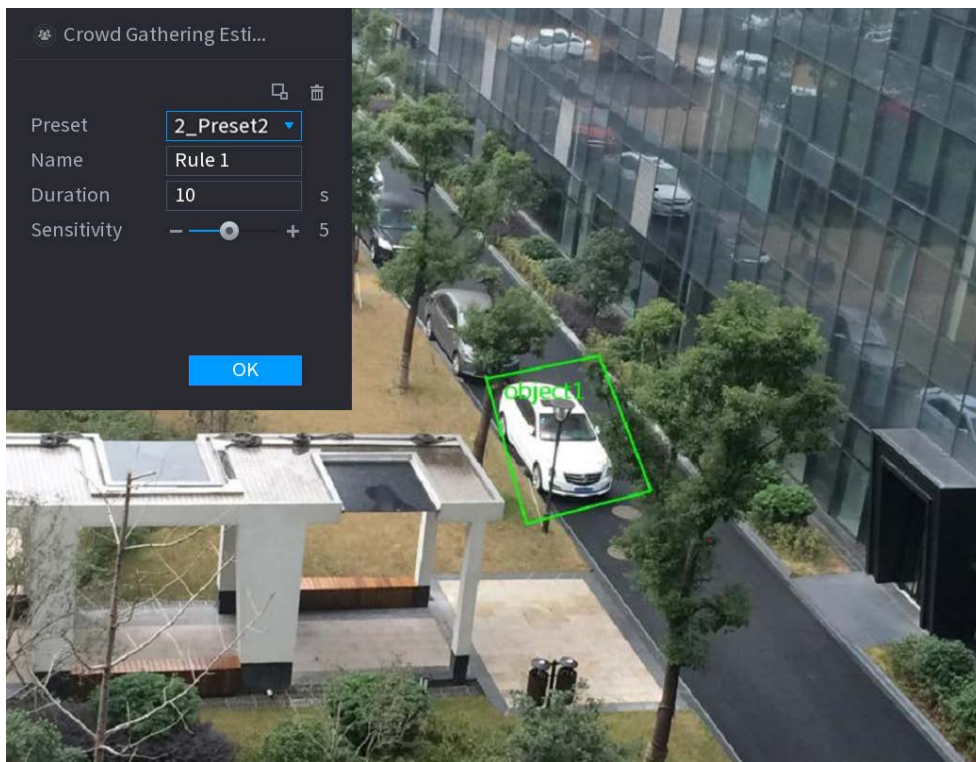 Crowd Gathering Esti...
Preset 2_Preset2
Name Rule 1
Duration 10 s
Sensitivity 5
OK
object1